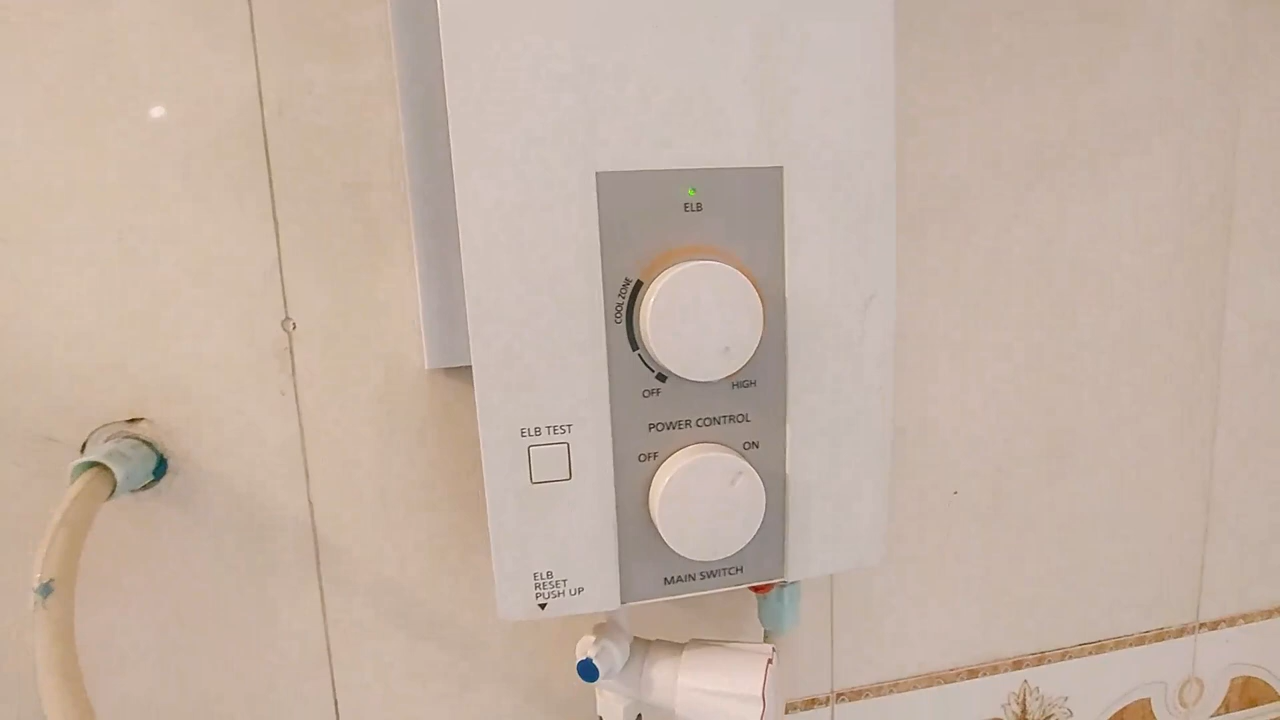 ELB
COOL ZONE
OFF
HIGH
POWER CONTROL
ELB TEST
OFF
ON
MAIN SWITCH
ELB
RESET
PUSH UP